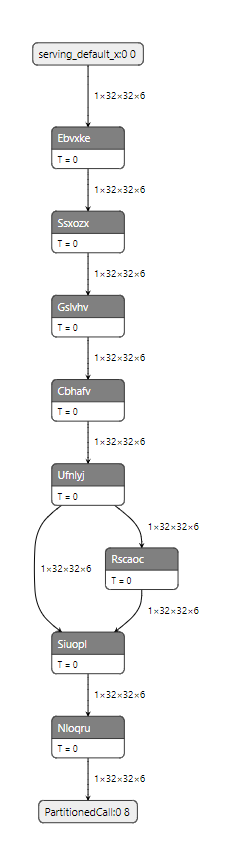 serving_default_x:0 0
1×32×32×6
Ebvxke
T = 0
1×32×32×6
Ssxozx
T = 0
1×32×32×6
Gslvhv
T = 0
1×32×32×6
Cbhafv
T = 0
1×32×32×6
Ufnlyj
T = 0
1×32×32×6
Rscaoc
1×32×32×6
T = 0
1×32×32×6
Siuopl
T = 0
1×32×32×6
Nloqru
T = 0
1×32×32×6
PartitionedCall:0 8